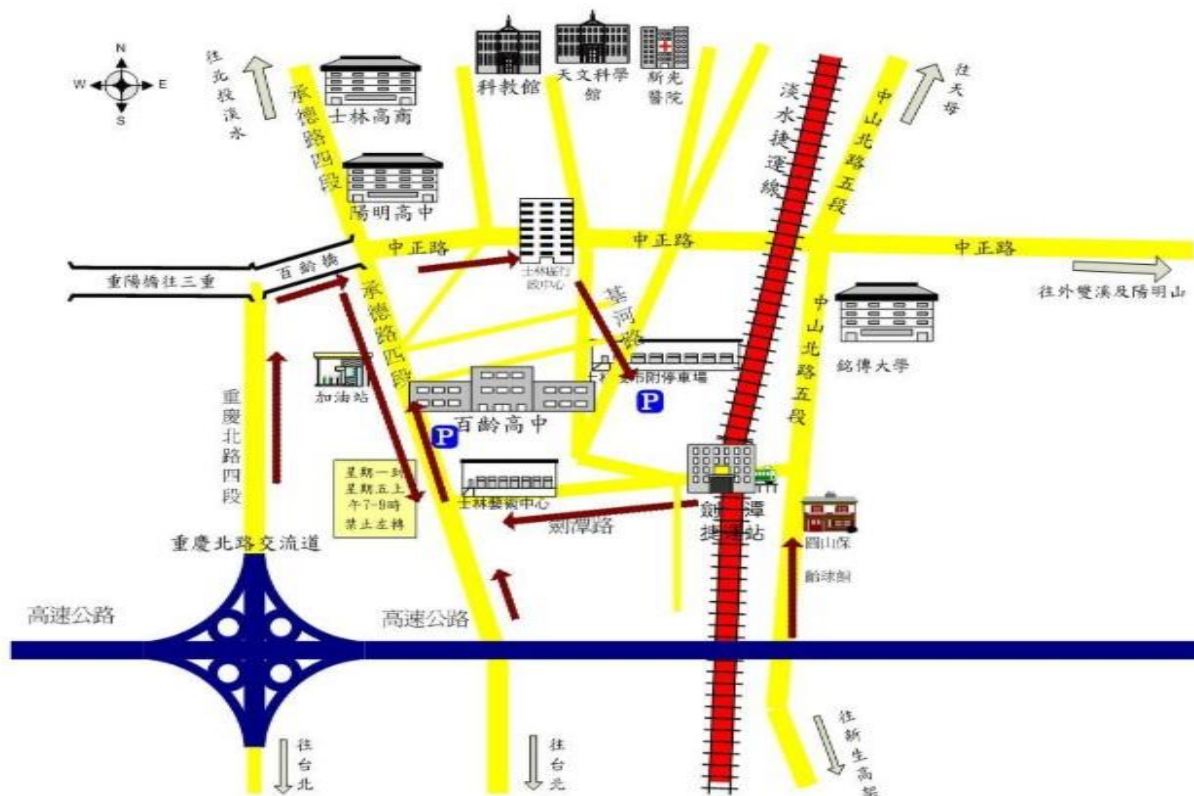 N
W
E
S
往北投淡水
承德路四段
士林高商
科教館
天文科學
館
新光
醫院
淡水捷運線
中山北路五段
往天母
陽明高中
中正路
中正路
中正路
士林區行
政中心
百齡橋
重陽橋往三重
往外雙溪及陽明山
基河路
承德路四段
中山北路五段
銘傳大學
加油站
市附停車場
P
百齡高中
P
重慶北路四段
星期一到
星期五上
午7-9時
禁止左轉
士林藝術中心
劍潭路
劍潭
捷運站
圓山保
齡球館
重慶北路交流道
高速公路
高速公路
往台北
往台北
往新生高架